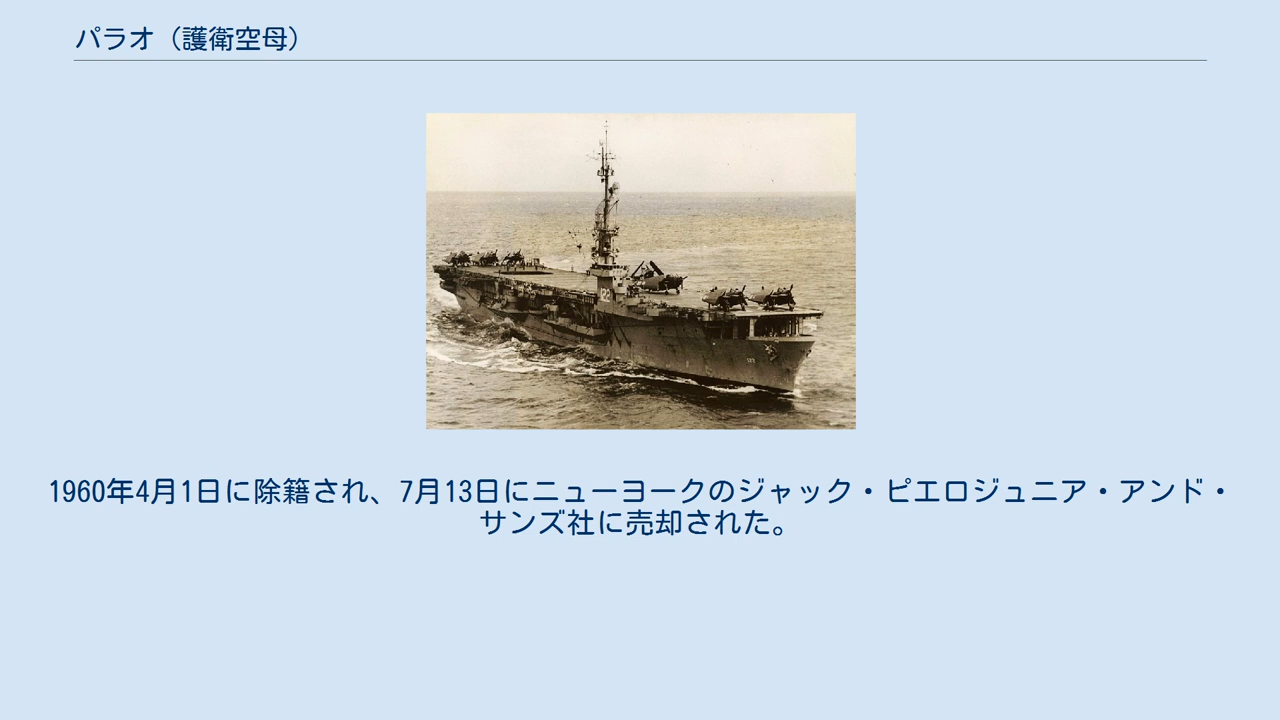 パラオ（護衛空母）
122
1960年4月1日に除籍され、7月13日にニューヨークのジャック・ピエロジュニア・アンド・
サンズ社に売却された。